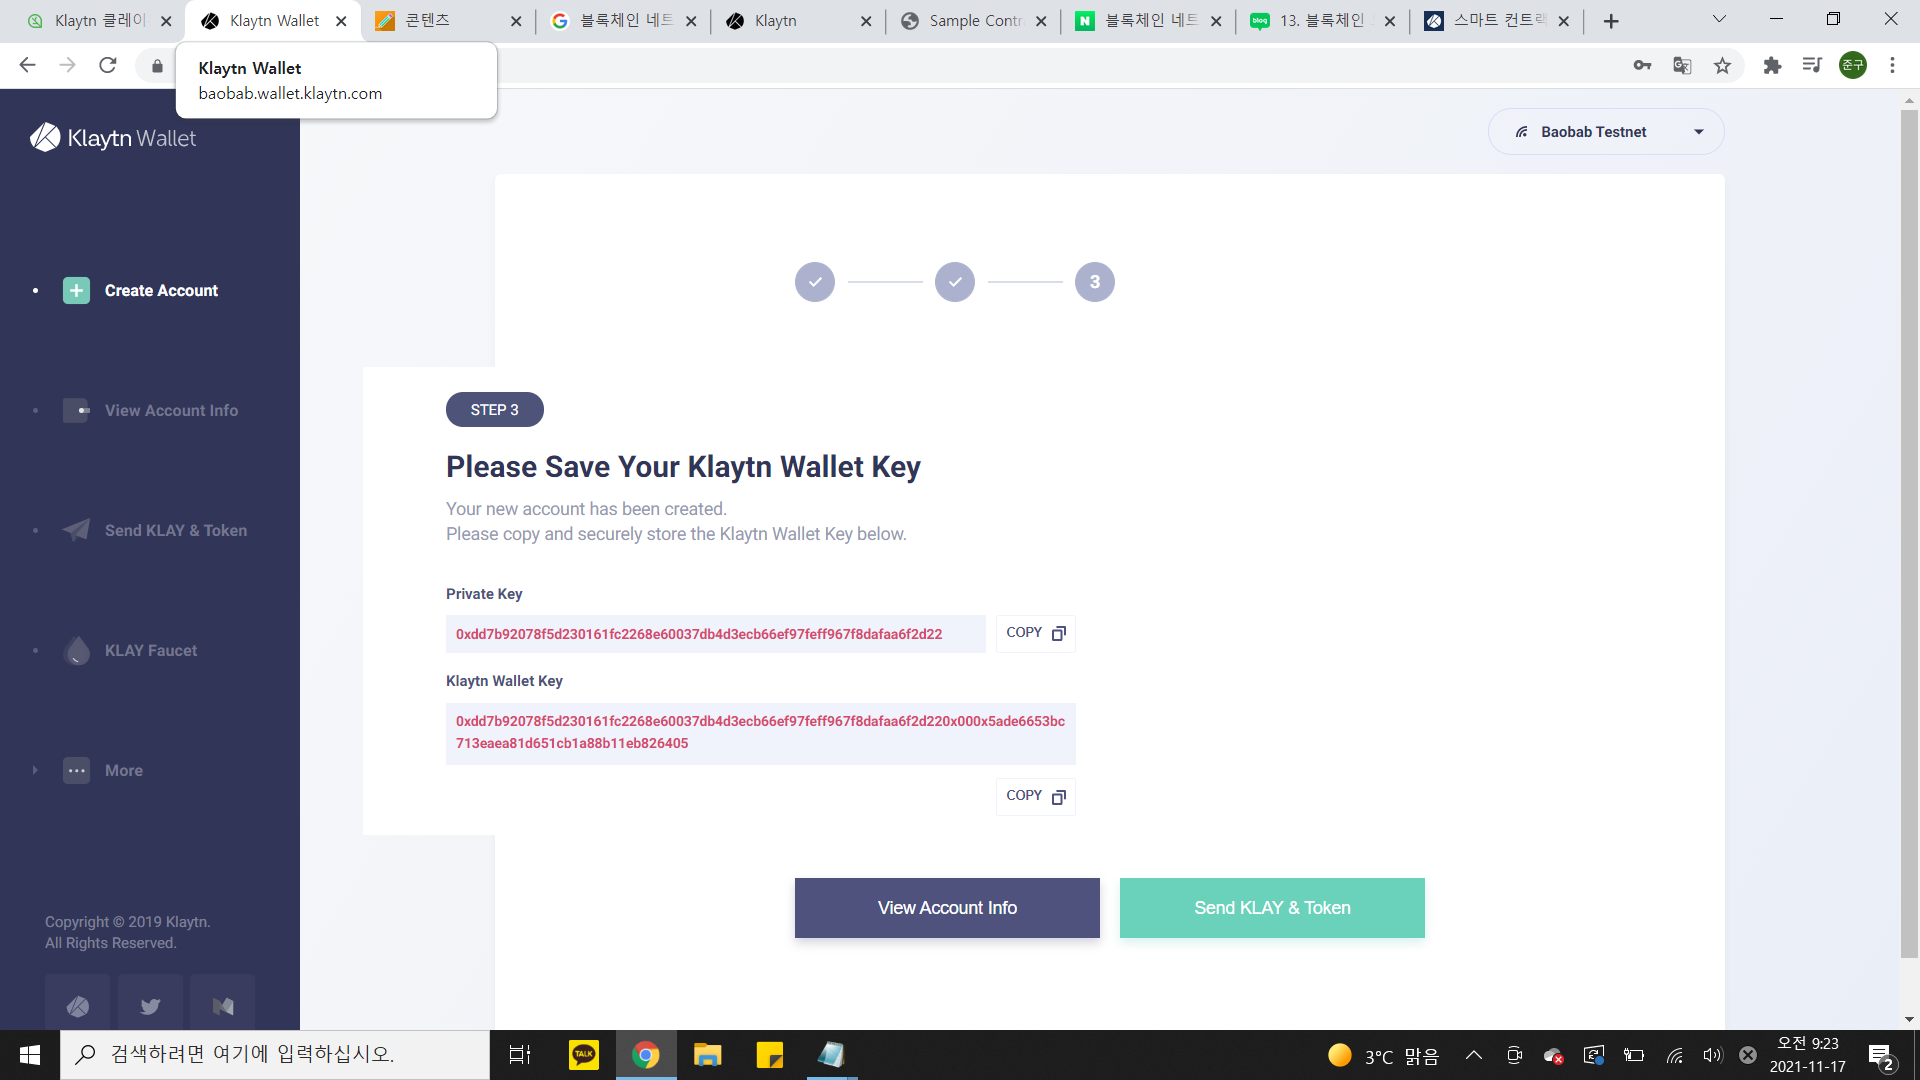 Klaytn 클레이
Klaytn Wallet
콘텐츠
블록체인 네트
Klaytn
Sample Contr
N
블록체인 네트
blog
13. 블록체인
스마트 컨트랙
Klaytn Wallet
baobab.wallet.klaytn.com
준구
Klaytn Wallet
Baobab Testnet
Create Account
View Account Info
Send KLAY & Token
KLAY Faucet
More
3
STEP 3
Please Save Your Klaytn Wallet Key
Your new account has been created.
Please copy and securely store the Klaytn Wallet Key below.
Private Key
0xdd7b92078f5d230161fc2268e60037db4d3ecb66ef97feff967f8dafaa6f2d22
COPY
Klaytn Wallet Key
0xdd7b92078f5d230161fc2268e60037db4d3ecb66ef97feff967f8dafaa6f2d220x000x5ade6653bc
713eaea81d651cb1a88b11eb826405
COPY
View Account Info
Send KLAY & Token
Copyright © 2019 Klaytn.
All Rights Reserved.
검색하려면 여기에 입력하십시오.
TALK
3°C 맑음
오전 9:23
2021-11-17
2